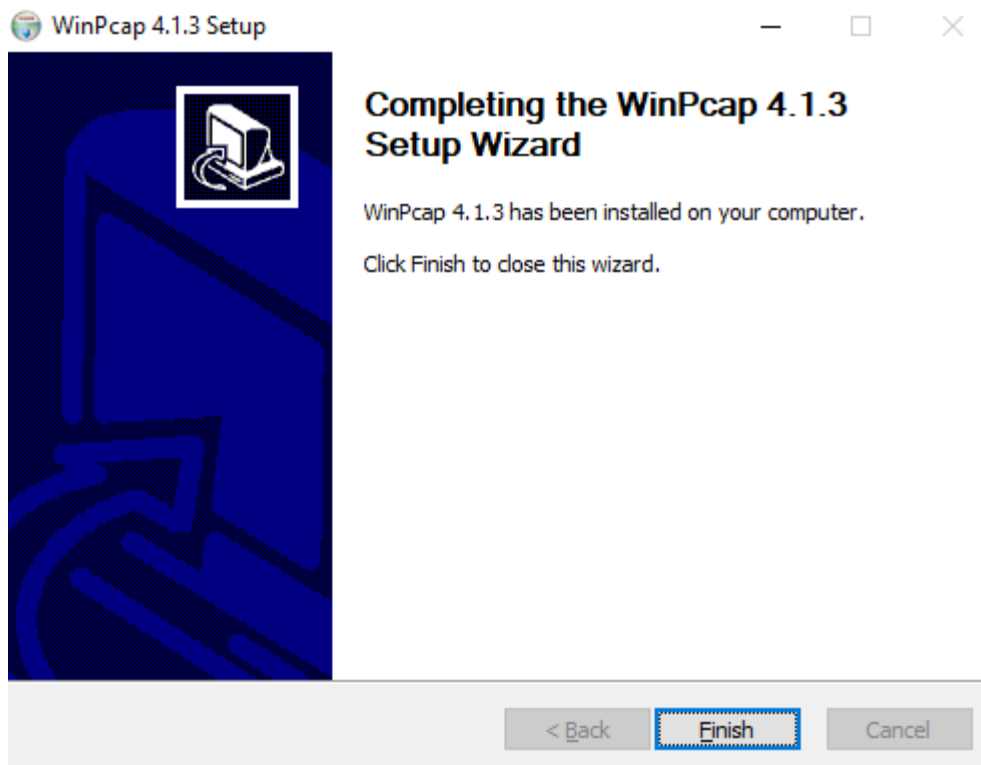 WinPcap 4.1.3 Setup
Completing the WinPcap 4.1.3
Setup Wizard
WinPcap 4.1.3 has been installed on your computer.
Click Finish to close this wizard.
< Back
Finish
Cancel